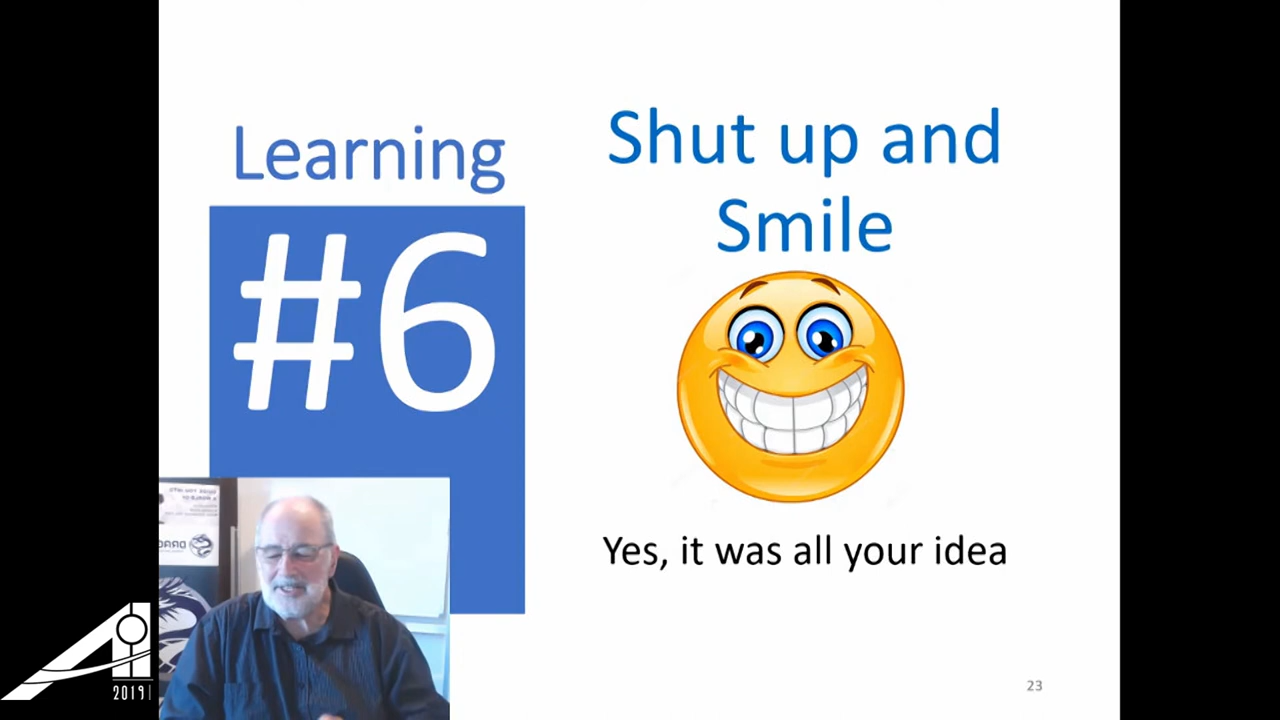 Learning
#6
Shut up and
Smile
Yes, it was all your idea
23
2019